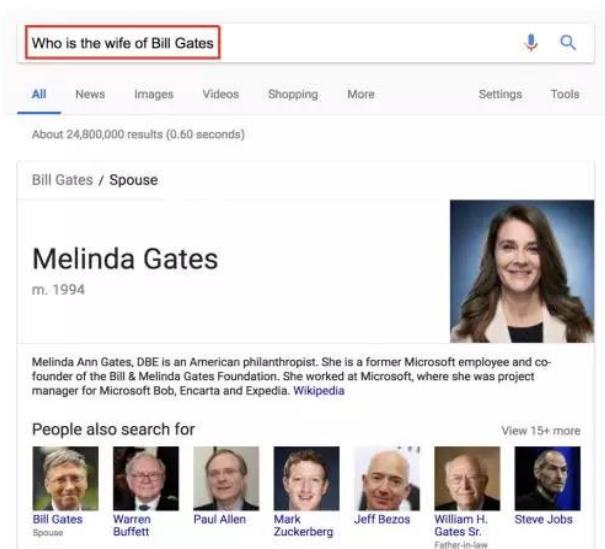 Who is the wife of Bill Gates
All News Images Videos Shopping More Settings Tools
About 24,800,000 results (0.60 seconds)
Bill Gates / Spouse
Melinda Gates
m. 1994
Melinda Ann Gates, DBE is an American philanthropist. She is a former Microsoft employee and co-
founder of the Bill & Melinda Gates Foundation. She worked at Microsoft, where she was project
manager for Microsoft Bob, Encarta and Expedia. Wikipedia
People also search for View 15+ more
Bill Gates Warren Paul Allen Mark Jeff Bezos William H. Steve Jobs
Spouse Buffett Zuckerberg Gates Sr.
Father-in-law